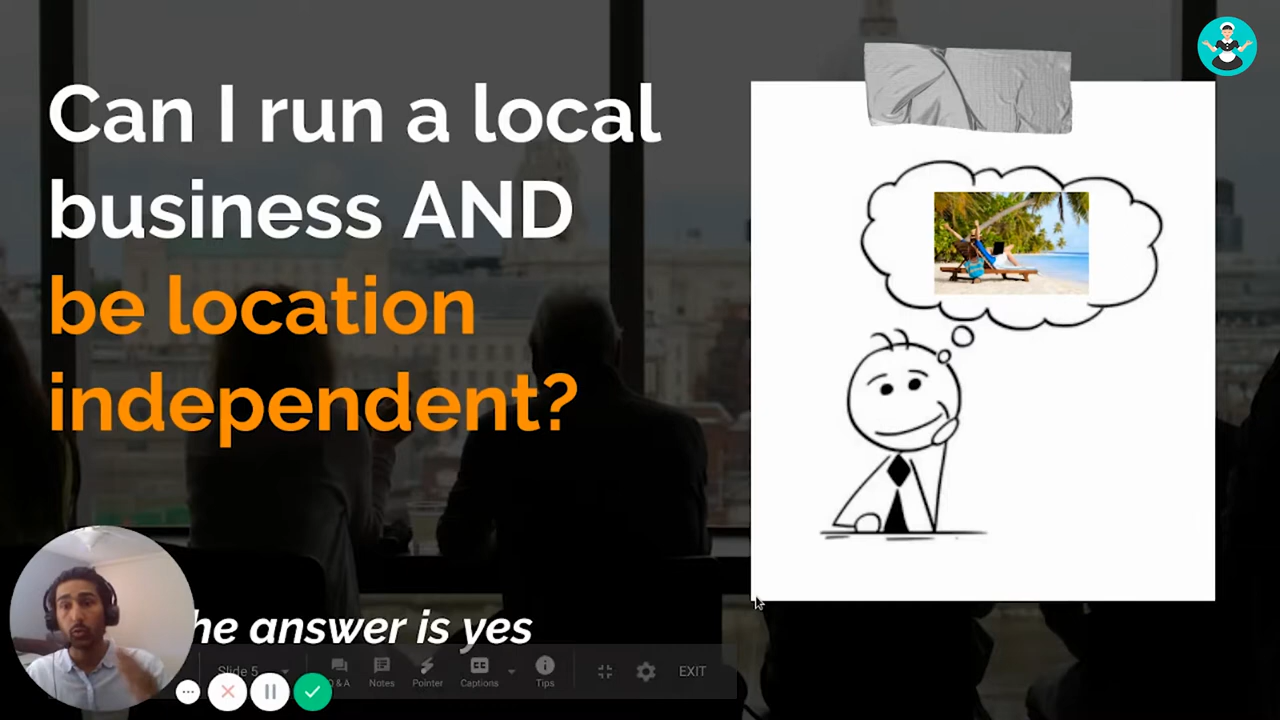 Can I run a local
business AND
be location
independent?
he answer is yes
Slide 5
Q & A
Notes
Pointer
Captions
CC
Tips
EXIT